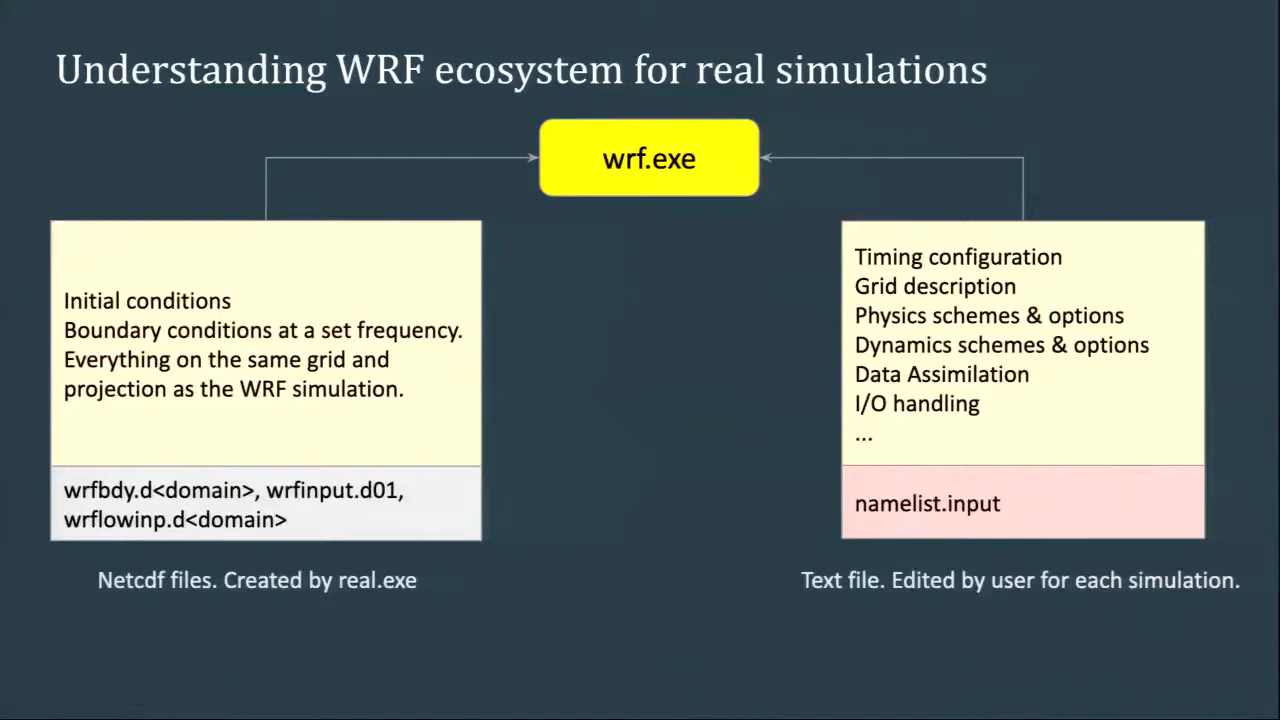 Understanding WRF ecosystem for real simulations
wrf.exe
Initial conditions
Boundary conditions at a set frequency.
Everything on the same grid and
projection as the WRF simulation.
wrfbdy.d<domain>, wrfinput.d01,
wrflowinp.d<domain>
Netcdf files. Created by real.exe
Timing configuration
Grid description
Physics schemes & options
Dynamics schemes & options
Data Assimilation
I/O handling
...
namelist.input
Text file. Edited by user for each simulation.